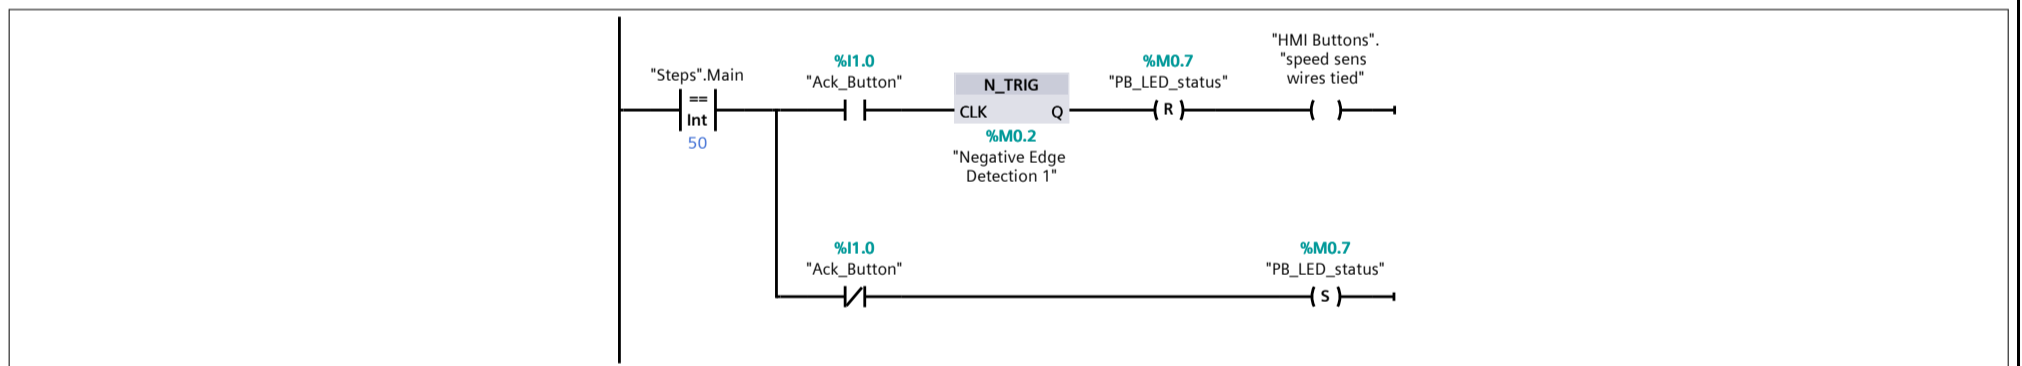 "Steps".Main
==
Int
50
%I1.0
"Ack_Button"
N_TRIG
CLK
Q
%M0.2
"Negative Edge
Detection 1"
%M0.7
"PB_LED_status"
R
"HMI Buttons".
"speed sens
wires tied"
%I1.0
"Ack_Button"
%M0.7
"PB_LED_status"
S